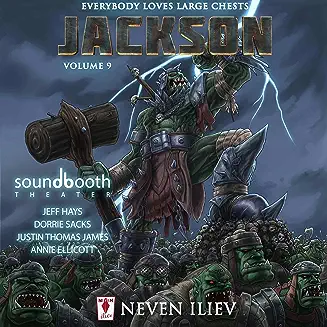 EVERYBODY LOVES LARGE CHESTS
JACKSON
VOLUME 9
soundbooth
THEATER
JEFF HAYS
DORRIE SACKS
JUSTIN THOMAS JAMES
ANNIE ELLICOTT
NEVEN ILIEV